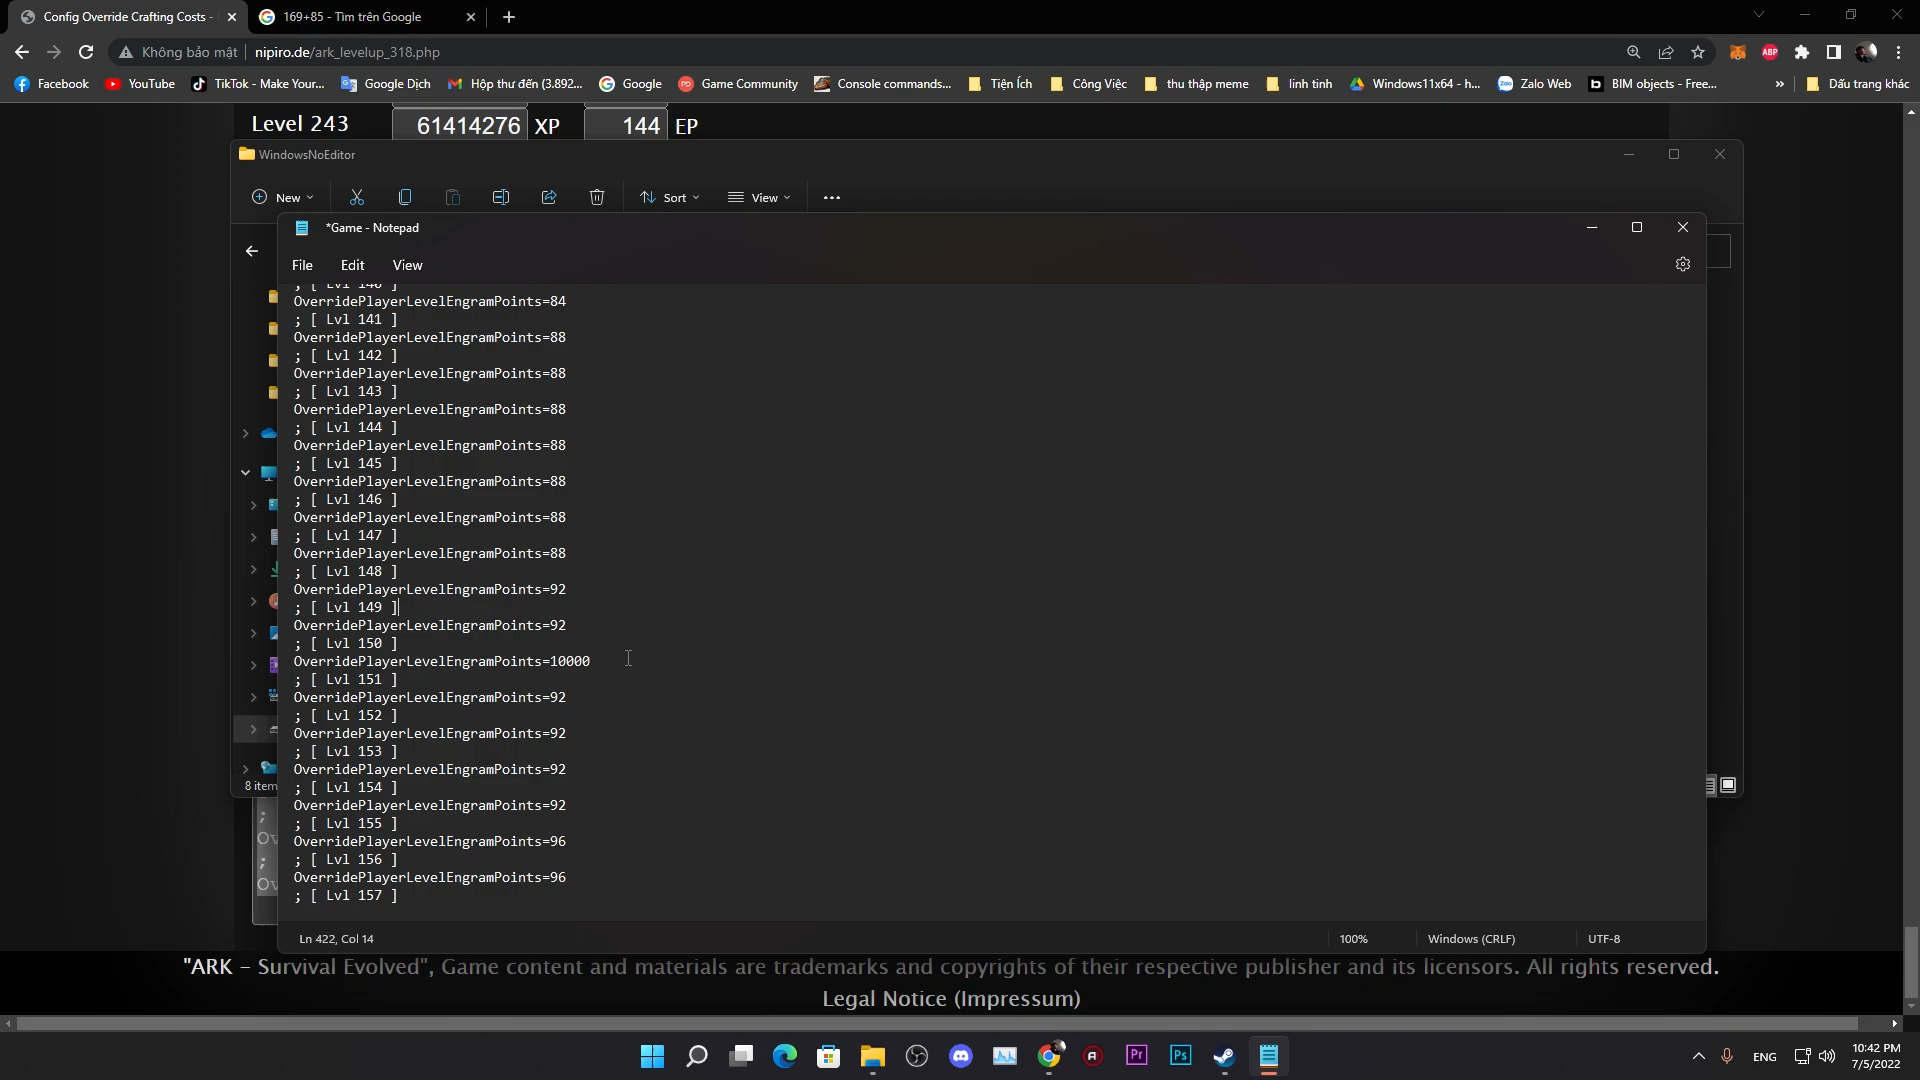 Config Override Crafting Costs -
169+85 - Tìm trên Google
Không bảo mật
nipiro.de/ark_levelup_318.php
Facebook
YouTube
TikTok - Make Your...
Google Dịch
Hộp thư đến (3.892...
Google
Game Community
Console commands...
Tiện Ích
Công Việc
thu thập meme
linh tinh
Windows11x64 - h...
Zalo Web
BIM objects - Free...
»
Dấu trang khác
Level 243 61414276 XP 144 EP
WindowsNoEditor
New
Sort
View
*Game - Notepad
File Edit View
; [ Lvl 140 ]
OverridePlayerLevelEngramPoints=84
; [ Lvl 141 ]
OverridePlayerLevelEngramPoints=88
; [ Lvl 142 ]
OverridePlayerLevelEngramPoints=88
; [ Lvl 143 ]
OverridePlayerLevelEngramPoints=88
; [ Lvl 144 ]
OverridePlayerLevelEngramPoints=88
; [ Lvl 145 ]
OverridePlayerLevelEngramPoints=88
; [ Lvl 146 ]
OverridePlayerLevelEngramPoints=88
; [ Lvl 147 ]
OverridePlayerLevelEngramPoints=88
; [ Lvl 148 ]
OverridePlayerLevelEngramPoints=92
; [ Lvl 149 ]
OverridePlayerLevelEngramPoints=92
; [ Lvl 150 ]
OverridePlayerLevelEngramPoints=10000
; [ Lvl 151 ]
OverridePlayerLevelEngramPoints=92
; [ Lvl 152 ]
OverridePlayerLevelEngramPoints=92
; [ Lvl 153 ]
OverridePlayerLevelEngramPoints=92
; [ Lvl 154 ]
OverridePlayerLevelEngramPoints=92
; [ Lvl 155 ]
OverridePlayerLevelEngramPoints=96
; [ Lvl 156 ]
OverridePlayerLevelEngramPoints=96
; [ Lvl 157 ]
8 item
;
Ov
;
Ov
Ln 422, Col 14
100%
Windows (CRLF)
UTF-8
"ARK – Survival Evolved", Game content and materials are trademarks and copyrights of their respective publisher and its licensors. All rights reserved.
Legal Notice (Impressum)
ENG
10:42 PM
7/5/2022